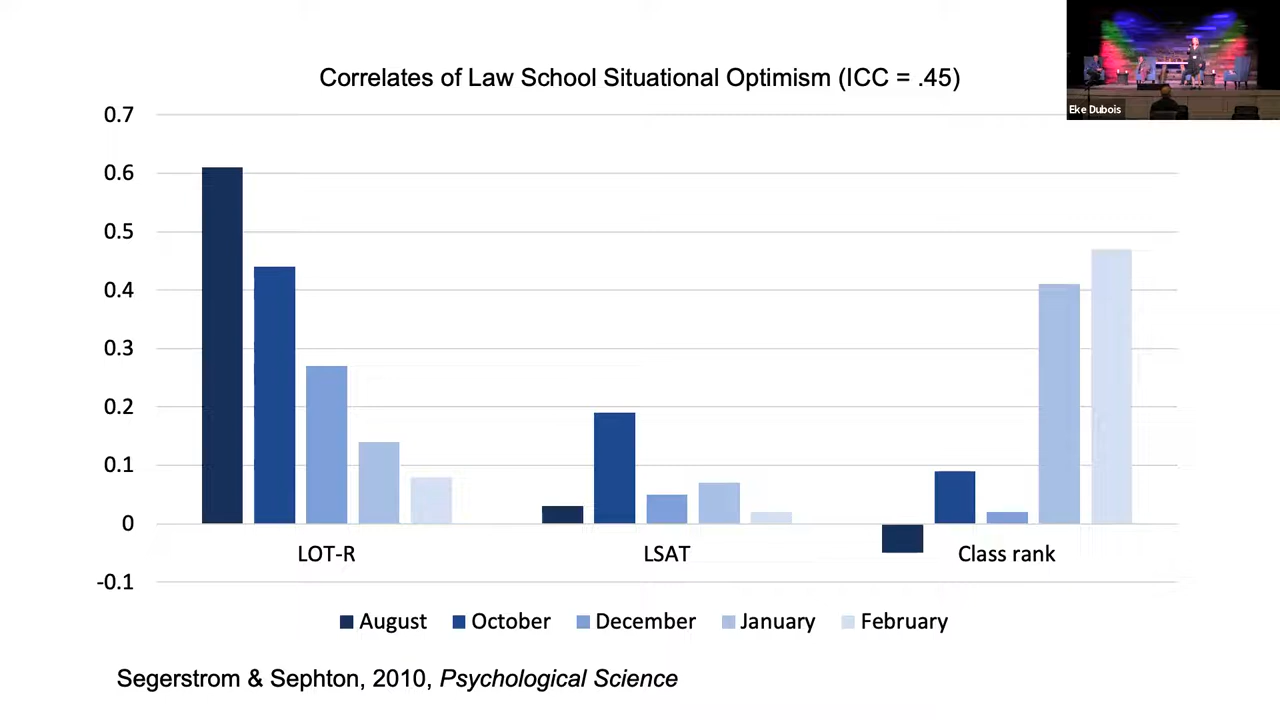 Correlates of Law School Situational Optimism (ICC = .45)
Eke Dubois
0.7
0.6
0.5
0.4
0.3
0.2
0.1
0
-0.1
LOT-R LSAT Class rank
August October December January February
Segerstrom & Sephton, 2010, Psychological Science